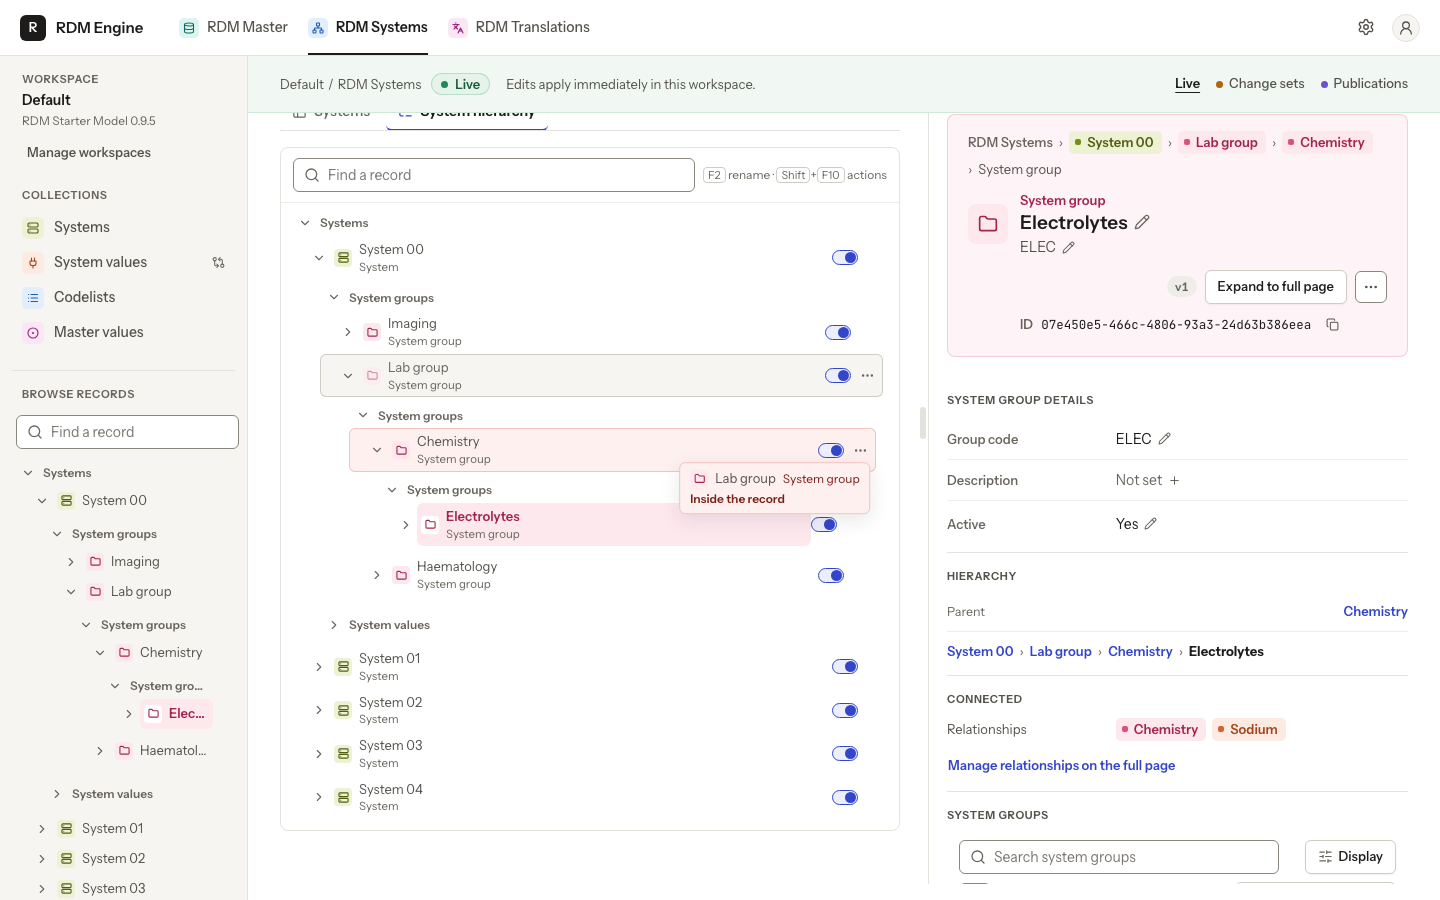 R RDM Engine RDM Master RDM Systems RDM Translations
WORKSPACE
Default
RDM Starter Model 0.9.5
Manage workspaces
COLLECTIONS
Systems
System values
Codelists
Master values
BROWSE RECORDS
Find a record
Systems
System 00
System groups
Imaging
Lab group
System groups
Chemistry
System gro...
Elec...
Haematol...
System values
System 01
System 02
System 03
Default / RDM Systems Live Edits apply immediately in this workspace. Live Change sets Publications
Systems System hierarchy
Find a record F2 rename · Shift + F10 actions
Systems
System 00
System
System groups
Imaging
System group
Lab group
System group
System groups
Chemistry
System group
Lab group System group
Inside the record
System groups
Electrolytes
System group
Haematology
System group
System values
System 01
System
System 02
System
System 03
System
System 04
System
RDM Systems › System 00 › Lab group › Chemistry
› System group
System group
Electrolytes
ELEC
v1 Expand to full page
ID 07e450e5-466c-4806-93a3-24d63b386eea
SYSTEM GROUP DETAILS
Group code ELEC
Description Not set
Active Yes
HIERARCHY
Parent Chemistry
System 00 › Lab group › Chemistry › Electrolytes
CONNECTED
Relationships Chemistry Sodium
Manage relationships on the full page
SYSTEM GROUPS
Search system groups Display